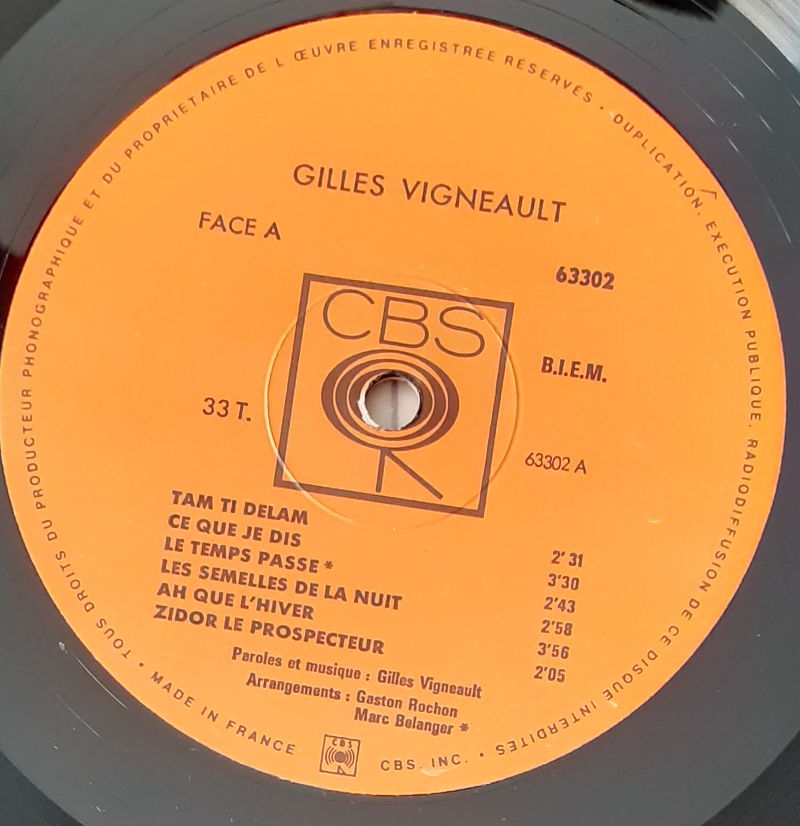 TOUS DROITS DU PRODUCTEUR PHONOGRAPHIQUE ET DU PROPRIETAIRE DE L ŒUVRE ENREGISTRÉE RÉSERVÉS • DUPLICATION, EXÉCUTION PUBLIQUE, RADIODIFFUSION DE CE DISQUE INTERDITES •
GILLES VIGNEAULT
FACE A
63302
CBS
B.I.E.M.
33 T.
63302 A
TAM TI DELAM 2'31
CE QUE JE DIS 3'30
LE TEMPS PASSE * 2'43
LES SEMELLES DE LA NUIT 2'58
AH QUE L'HIVER 3'56
ZIDOR LE PROSPECTEUR 2'05
Paroles et musique : Gilles Vigneault
Arrangements : Gaston Rochon
Marc Belanger *
• MADE IN FRANCE
CBS
CBS. INC.